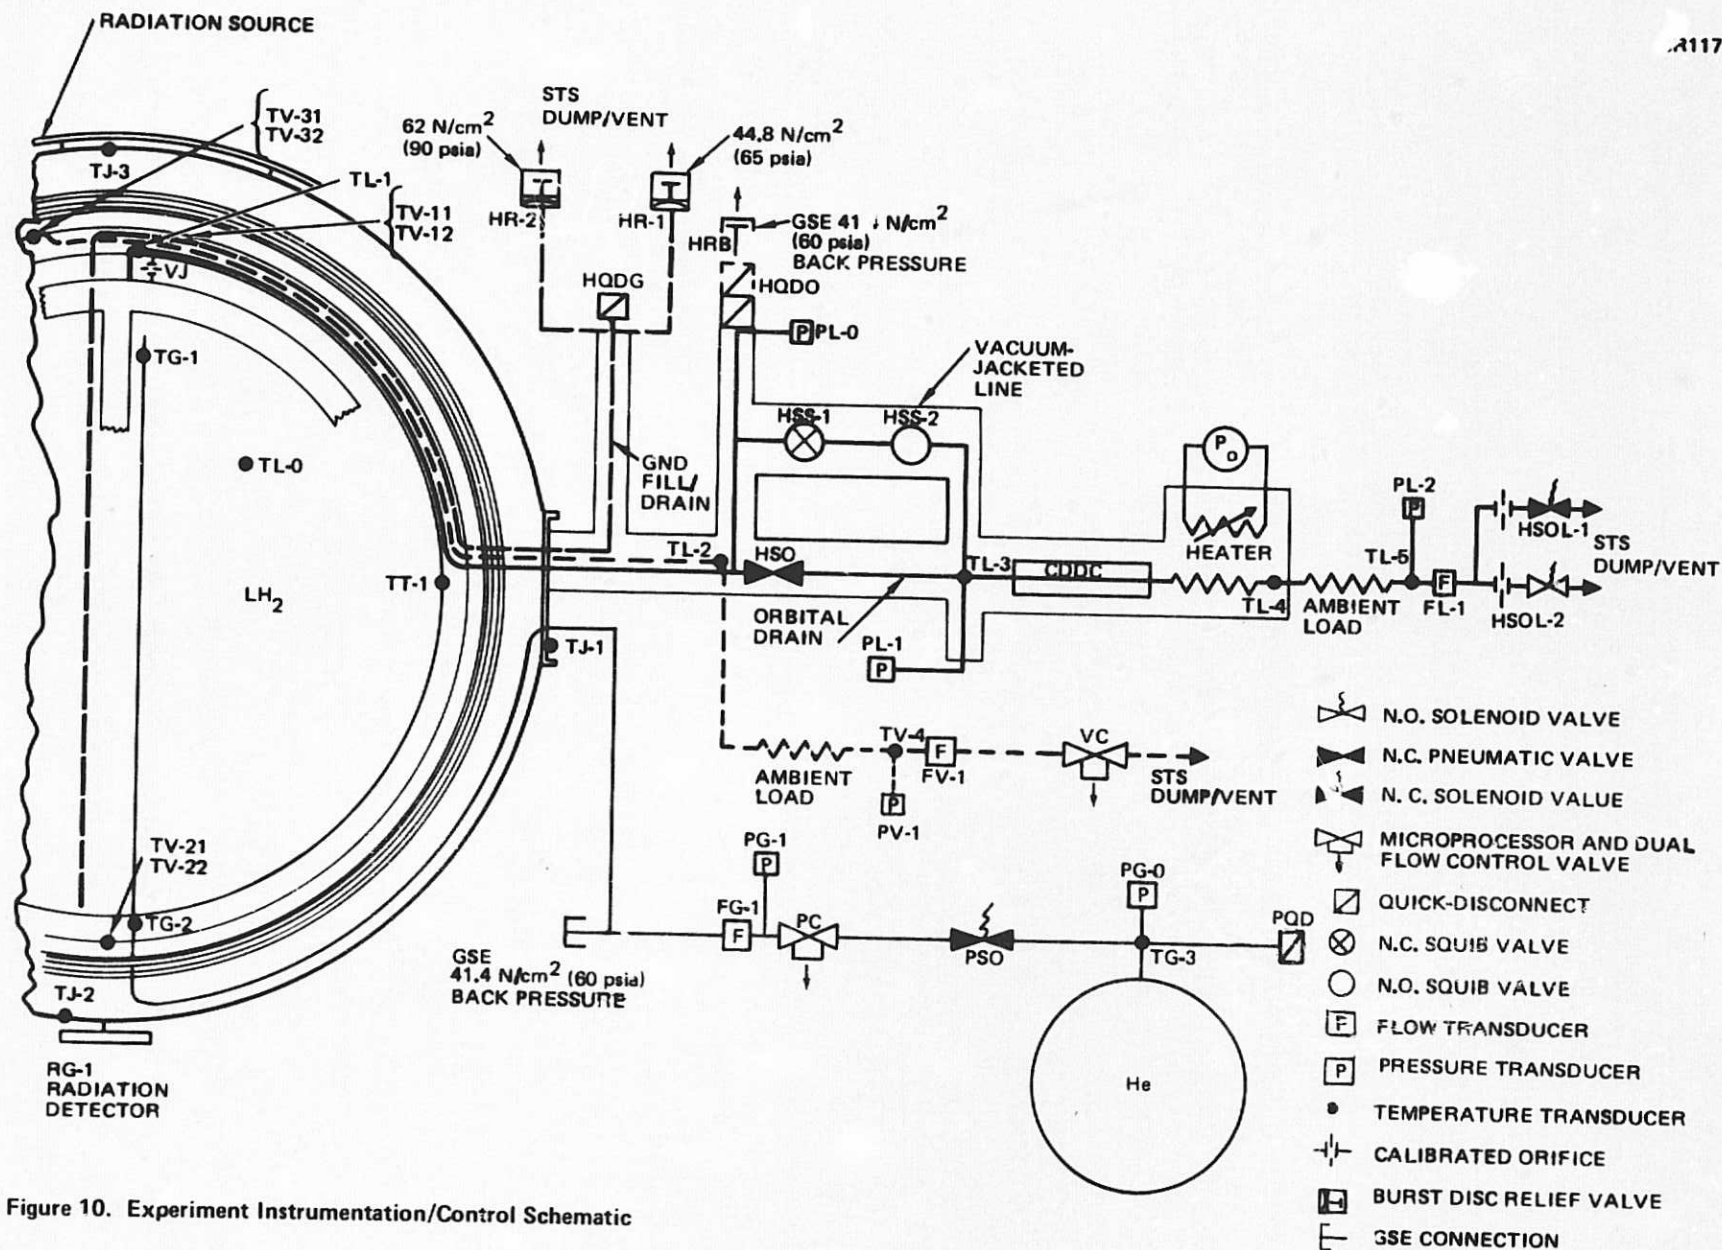 R117
RADIATION SOURCE
TV-31
TV-32
TJ-3
TL-1
TV-11
TV-12
62 N/cm²
(90 psia)
STS
DUMP/VENT
44.8 N/cm²
(65 psia)
HR-2
HR-1
HRB
GSE 41 N/cm²
(60 psia)
BACK PRESSURE
VJ
HQDG
HQDO
P PL-0
TG-1
VACUUM-
JACKETED
LINE
HSS-1
HSS-2
TL-0
GND
FILL/
DRAIN
P
PL-2
P
HSOL-1
STS
DUMP/VENT
HEATER
TL-5
TL-2
HSO
TL-3
CDDC
TL-4
AMBIENT
LOAD
F
FL-1
HSOL-2
TT-1
LH₂
ORBITAL
DRAIN
PL-1
P
TJ-1
TV-4
F
FV-1
VC
AMBIENT
LOAD
P
PV-1
STS
DUMP/VENT
TV-21
TV-22
PG-1
P
PG-0
P
TG-2
FG-1
F
PC
PSO
TG-3
PQD
GSE
41.4 N/cm² (60 psia)
BACK PRESSURE
TJ-2
RG-1
RADIATION
DETECTOR
He
N.O. SOLENOID VALVE
N.C. PNEUMATIC VALVE
N. C. SOLENOID VALUE
MICROPROCESSOR AND DUAL
FLOW CONTROL VALVE
QUICK-DISCONNECT
N.C. SQUIB VALVE
N.O. SQUIB VALVE
F FLOW TRANSDUCER
P PRESSURE TRANSDUCER
TEMPERATURE TRANSDUCER
CALIBRATED ORIFICE
BURST DISC RELIEF VALVE
GSE CONNECTION
Figure 10. Experiment Instrumentation/Control Schematic